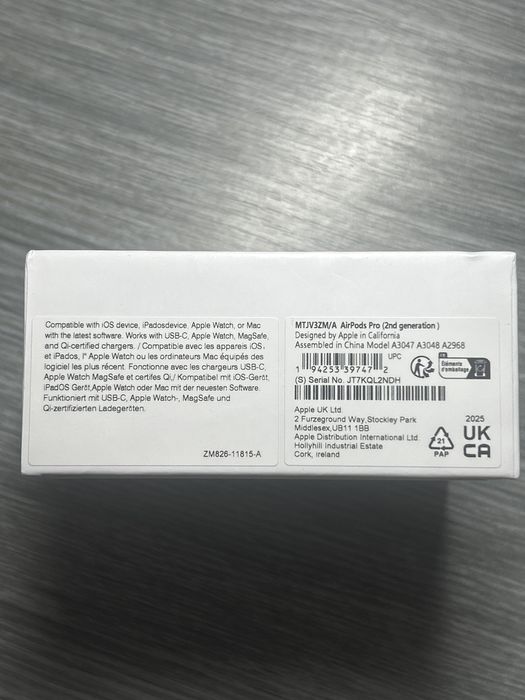 Compatible with iOS device, iPadosdevice, Apple Watch, or Mac
with the latest software. Works with USB-C, Apple Watch, MagSafe,
and Qi-certified chargers. / Compatible avec les appareils iOS,
et iPados, l' Apple Watch ou les ordinateurs Mac équipés des
logiciel les plus récent. Fonctionne avec les chargeurs USB-C,
Apple Watch MagSafe et certifés Qi,/ Kompatibel mit iOS-Gerät,
iPadOS Gerät,Apple Watch oder Mac mit der neuesten Software.
Funktioniert mit USB-C, Apple Watch-, MagSafe und
Qi-zertifizierten Ladegeräten.
ZM826-11815-A
MTJV3ZM/A AirPods Pro (2nd generation )
Designed by Apple in California
Assembled in China Model A3047 A3048 A2968
UPC
1 94253 39747 2
FR
Éléments
d'emballage
(S) Serial No. JT7KQL2NDH
Apple UK Ltd.
2 Furzeground Way,Stockley Park
Middlesex,UB11 1BB
Apple Distribution International Ltd.
Hollyhill Industrial Estate
Cork, Ireland
21
PAP
2025
UK
CA